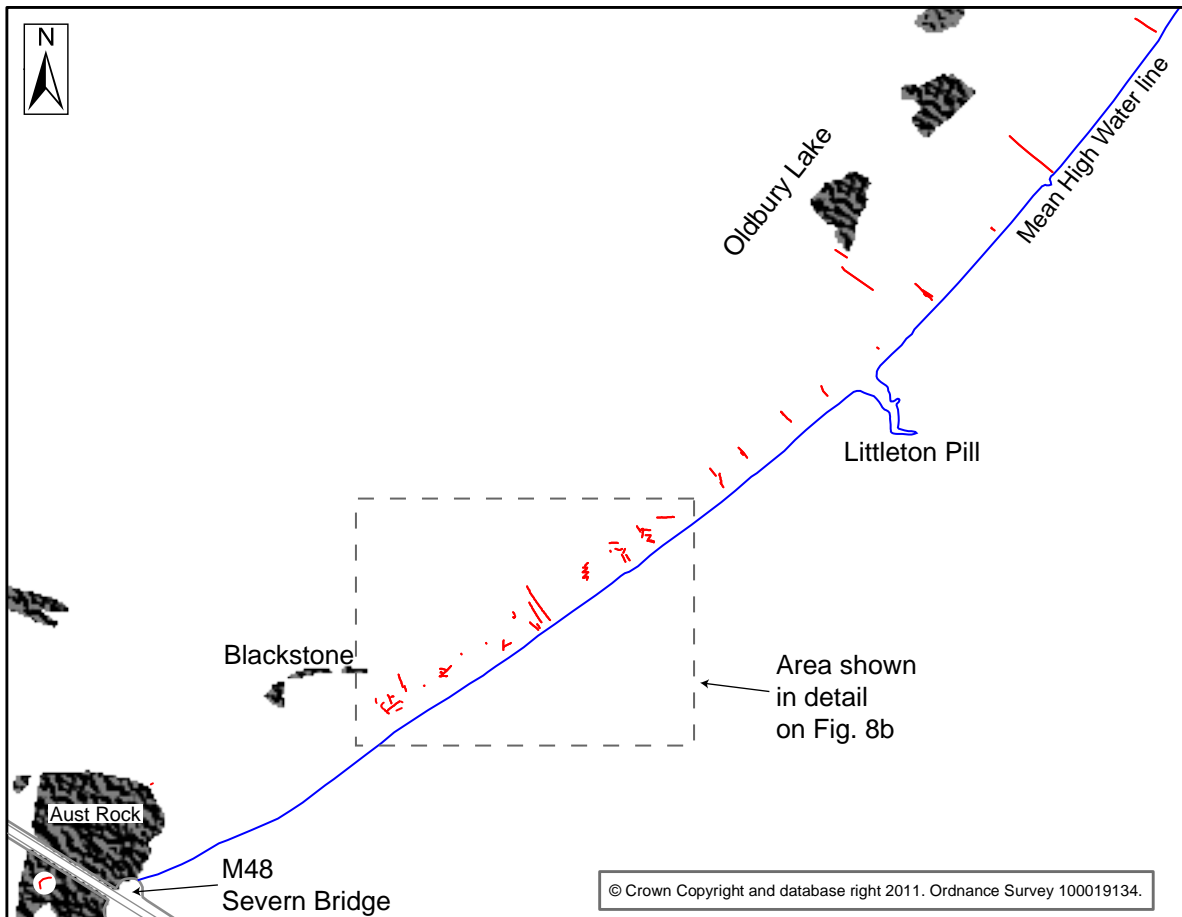 N
Oldbury Lake
Mean High Water line
Littleton Pill
Blackstone
Area shown
in detail
on Fig. 8b
Aust Rock
M48
Severn Bridge
© Crown Copyright and database right 2011. Ordnance Survey 100019134.